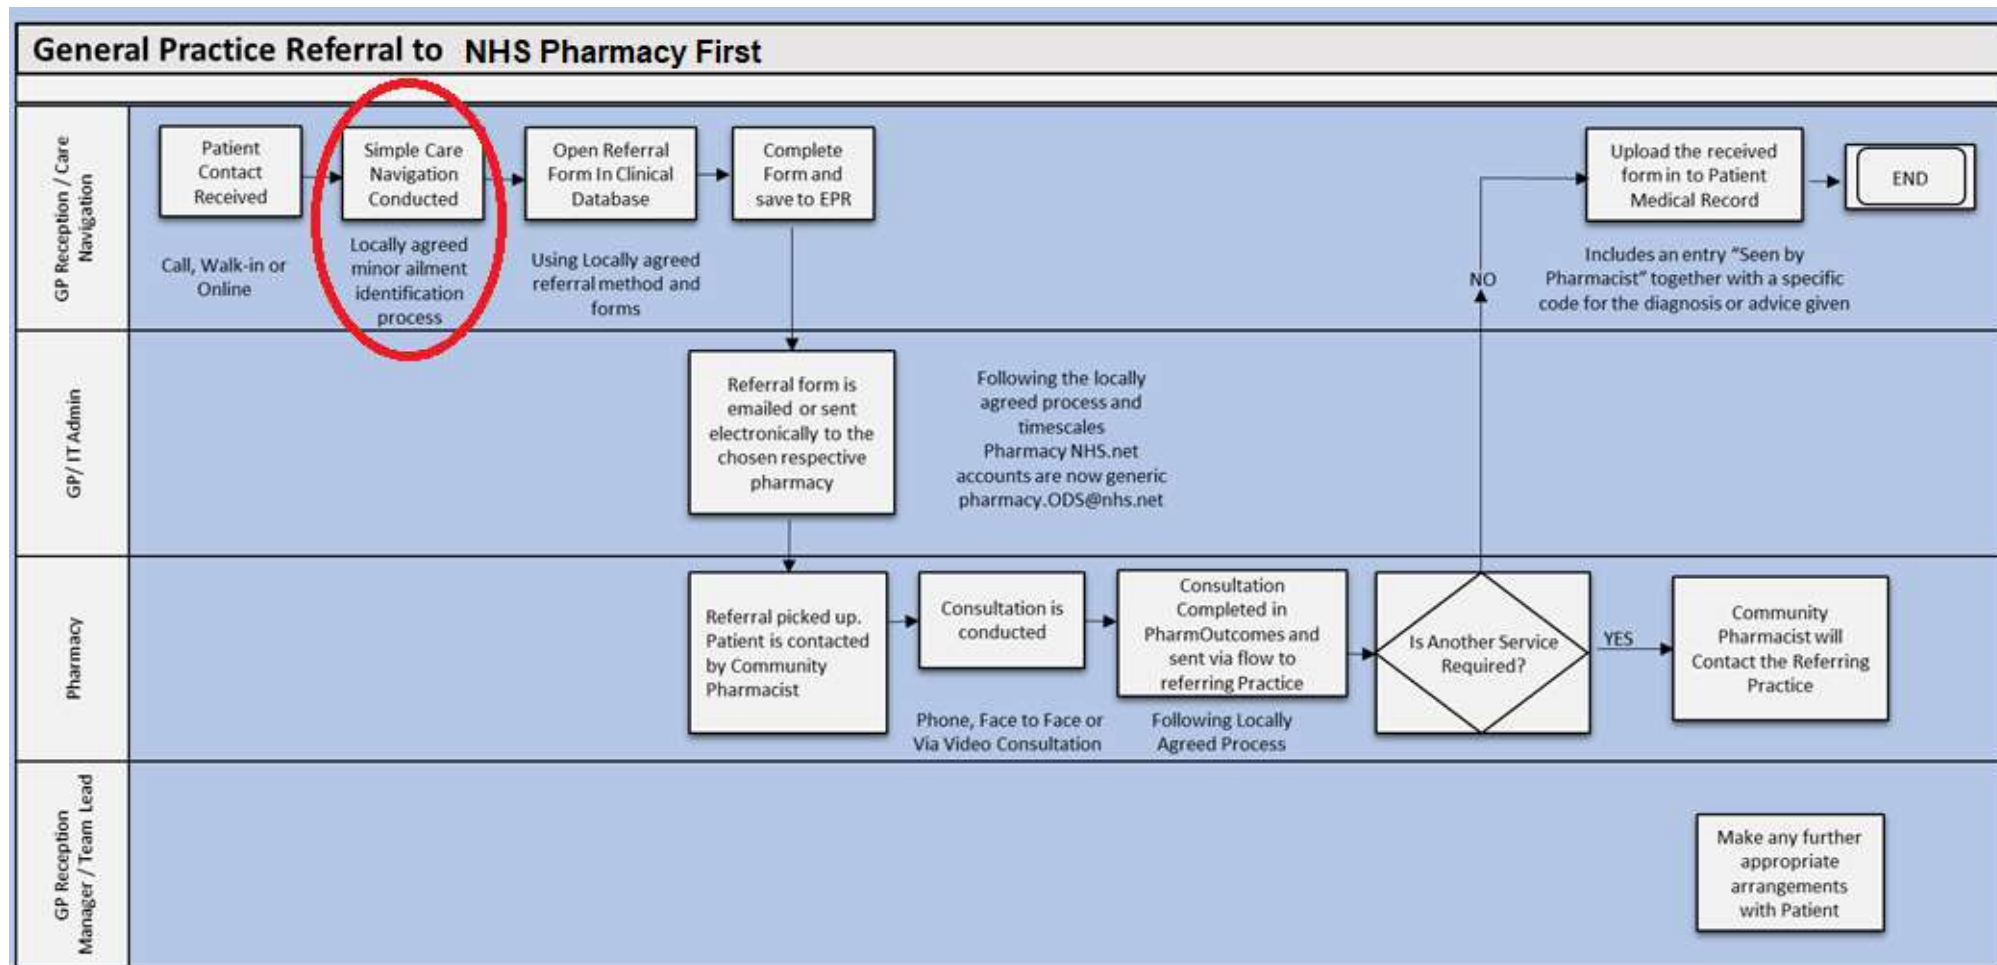 General Practice Referral to NHS Pharmacy First
GP Reception / Care
Navigation
Patient
Contact
Received
Call, Walk-in or
Online
Simple Care
Navigation
Conducted
Locally agreed
minor ailment
identification
process
Open Referral
Form In Clinical
Database
Using Locally agreed
referral method and
forms
Complete
Form and
save to EPR
Upload the received
form in to Patient
Medical Record
Includes an entry “Seen by
Pharmacist” together with a specific
code for the diagnosis or advice given
END
NO
GP/ IT Admin
Referral form is
emailed or sent
electronically to the
chosen respective
pharmacy
Following the locally
agreed process and
timescales
Pharmacy NHS.net
accounts are now generic
pharmacy.ODS@nhs.net
Pharmacy
Referral picked up.
Patient is contacted
by Community
Pharmacist
Consultation is
conducted
Phone, Face to Face or
Via Video Consultation
Consultation
Completed in
PharmOutcomes and
sent via flow to
referring Practice
Following Locally
Agreed Process
Is Another Service
Required?
YES
Community
Pharmacist will
Contact the Referring
Practice
GP Reception
Manager / Team Lead
Make any further
appropriate
arrangements
with Patient